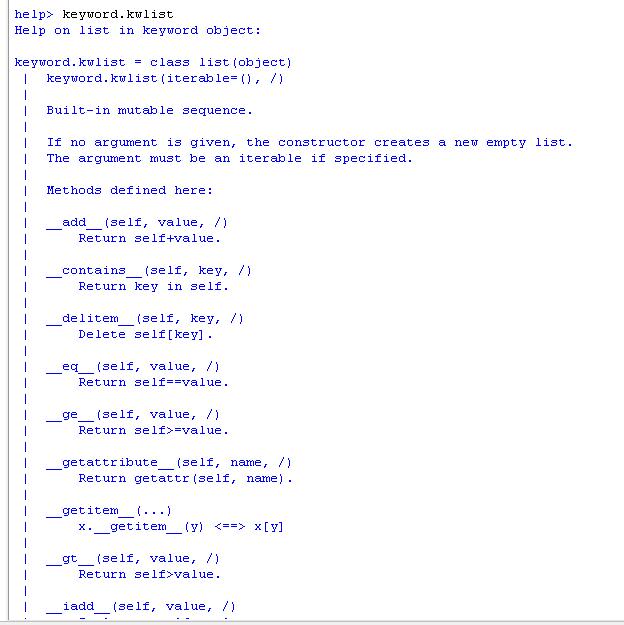 help> keyword.kwlist
Help on list in keyword object:

keyword.kwlist = class list(object)
 |  keyword.kwlist(iterable=(), /)
 |
 |  Built-in mutable sequence.
 |
 |  If no argument is given, the constructor creates a new empty list.
 |  The argument must be an iterable if specified.
 |
 |  Methods defined here:
 |
 |  __add__(self, value, /)
 |      Return self+value.
 |
 |  __contains__(self, key, /)
 |      Return key in self.
 |
 |  __delitem__(self, key, /)
 |      Delete self[key].
 |
 |  __eq__(self, value, /)
 |      Return self==value.
 |
 |  __ge__(self, value, /)
 |      Return self>=value.
 |
 |  __getattribute__(self, name, /)
 |      Return getattr(self, name).
 |
 |  __getitem__(...)
 |      x.__getitem__(y) <==> x[y]
 |
 |  __gt__(self, value, /)
 |      Return self>value.
 |
 |  __iadd__(self, value, /)